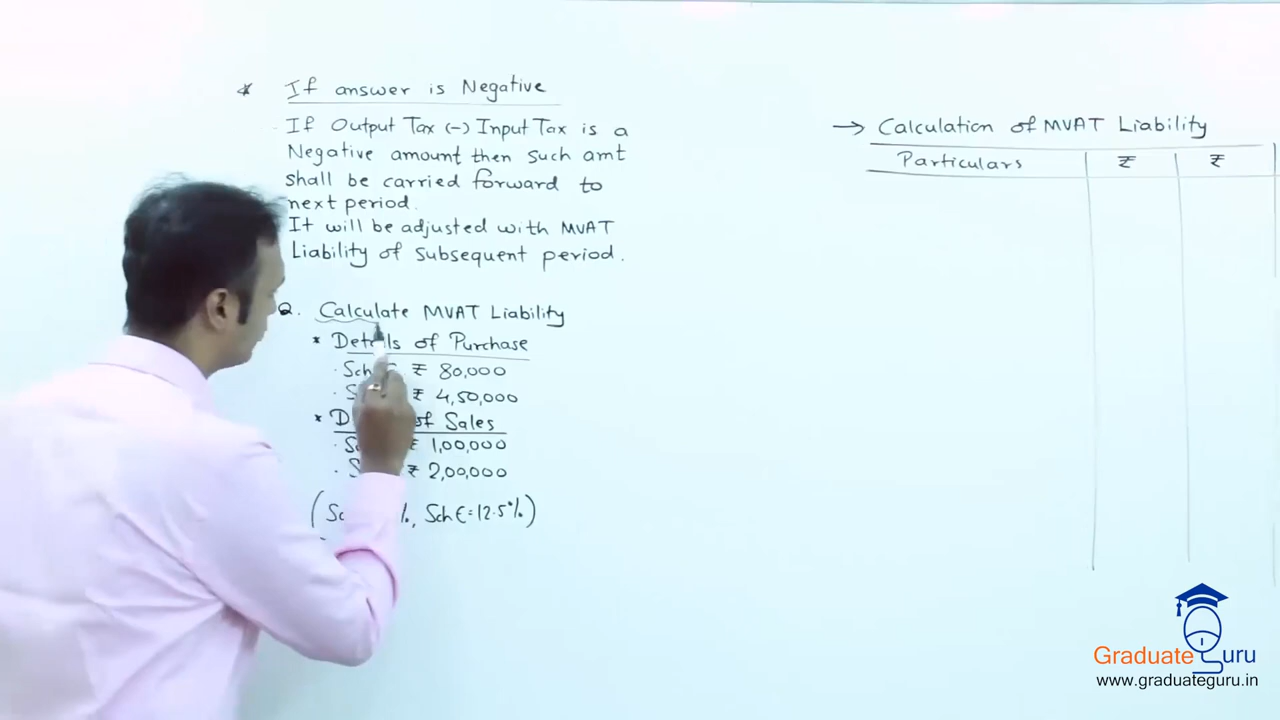 * If answer is Negative
If Output Tax (-) Input Tax is a
Negative amount then such amt
shall be carried forward to
next period.
It will be adjusted with MVAT
Liability of subsequent period.
Q. Calculate MVAT Liability
* Details of Purchase
₹ 80,000
₹ 4,50,000
* of Sales
₹ 1,00,000
₹ 2,00,000
%, Sch E = 12.5%)
→ Calculation of MVAT Liability
Particulars ₹ ₹
Graduate Guru
www.graduateguru.in